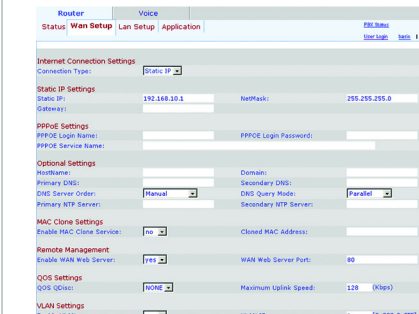 Router Voice
Status Wan Setup Lan Setup Application
PBX Status
User Login basic
Internet Connection Settings
Connection Type: Static IP
Static IP Settings
Static IP: 192.168.10.1 NetMask: 255.255.255.0
Gateway:
PPPoE Settings
PPPOE Login Name: PPPOE Login Password:
PPPOE Service Name:
Optional Settings
HostName: Domain:
Primary DNS: Secondary DNS:
DNS Server Order: Manual DNS Query Mode: Parallel
Primary NTP Server: Secondary NTP Server:
MAC Clone Settings
Enable MAC Clone Service: no Cloned MAC Address:
Remote Management
Enable WAN Web Server: yes WAN Web Server Port: 80
QOS Settings
QOS QDisc: NONE Maximum Uplink Speed: 128 (Kbps)
VLAN Settings